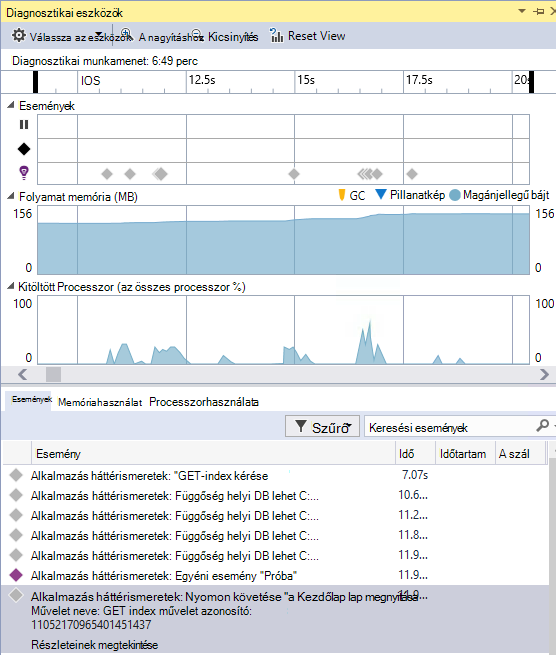 Diagnosztikai eszközök
Válassza az eszközök A nagyításhoz Kicsinyítés Reset View
Diagnosztikai munkamenet: 6:49 perc
IOS 12.5s 15s 17.5s 20s
Események
Folyamat memória (MB) GC Pillanatkép Magánjellegű bájt
156 156
0 0
Kitöltött Processzor (az összes processzor %)
100 100
0 0
Események Memóriahasználat Processzorhasználata
Szűrő Keresési események
Esemény Idő Időtartam A szál
Alkalmazás háttérismeretek: "GET-index kérése 7.07s
Alkalmazás háttérismeretek: Függőség helyi DB lehet C:... 10.6...
Alkalmazás háttérismeretek: Függőség helyi DB lehet C:... 11.2...
Alkalmazás háttérismeretek: Függőség helyi DB lehet C:... 11.8...
Alkalmazás háttérismeretek: Függőség helyi DB lehet C:... 11.9...
Alkalmazás háttérismeretek: Egyéni esemény "Próba" 11.9...
Alkalmazás háttérismeretek: Nyomon követése "a Kezdőlap lap megnyitása 11.9...
Művelet neve: GET index művelet azonosító:
11052170965401451437
Részleteinek megtekintése